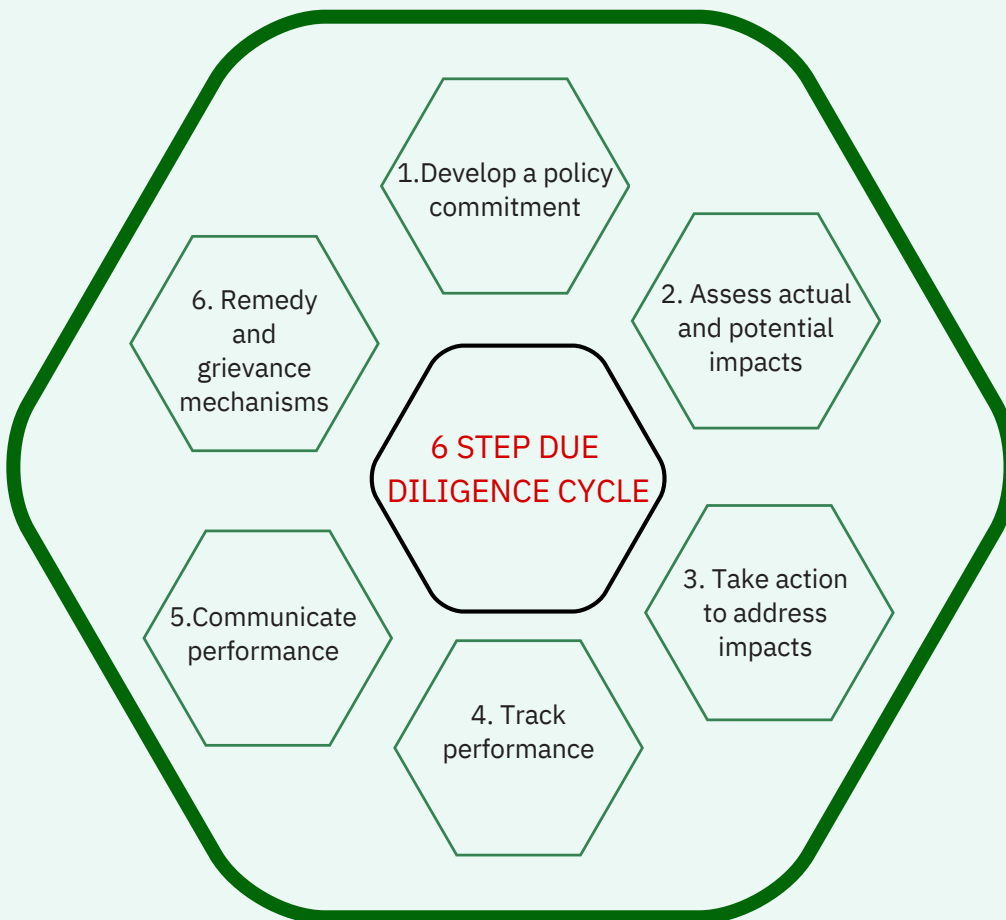 1.Develop a policy
commitment
2. Assess actual
and potential
impacts
3. Take action
to address
impacts
4. Track
performance
5.Communicate
performance
6. Remedy
and
grievance
mechanisms
6 STEP DUE
DILIGENCE CYCLE